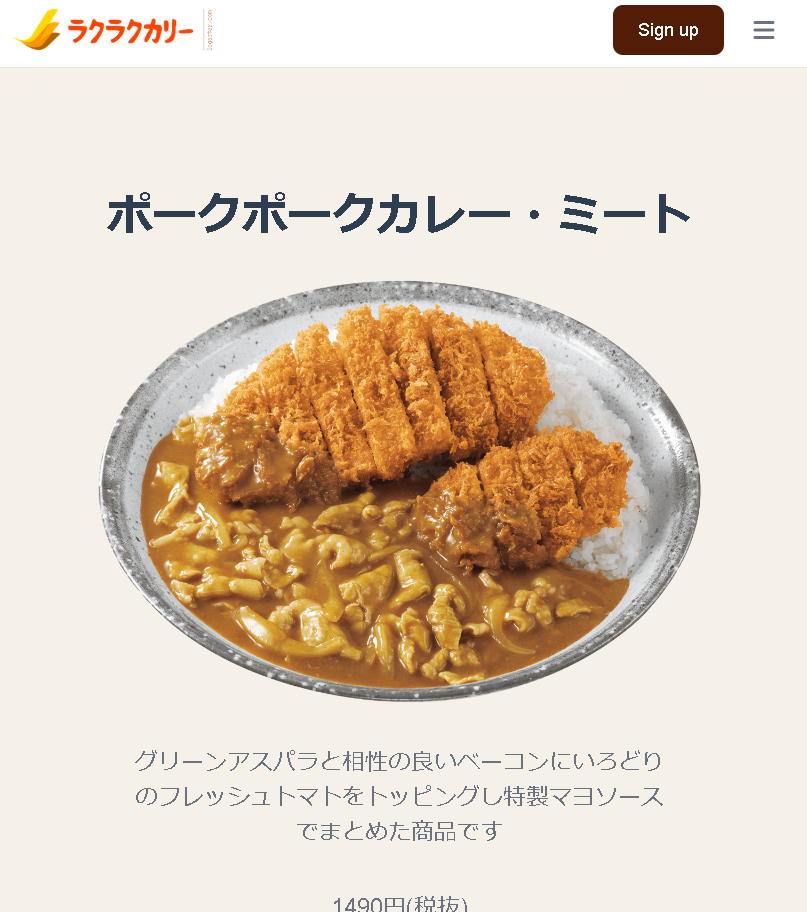 ラクラクカリー
Sign up
ポークポークカレー・ミート
グリーンアスパラと相性の良いベーコンにいろどり
のフレッシュトマトをトッピングし特製マヨソース
でまとめた商品です
1490円(税抜)